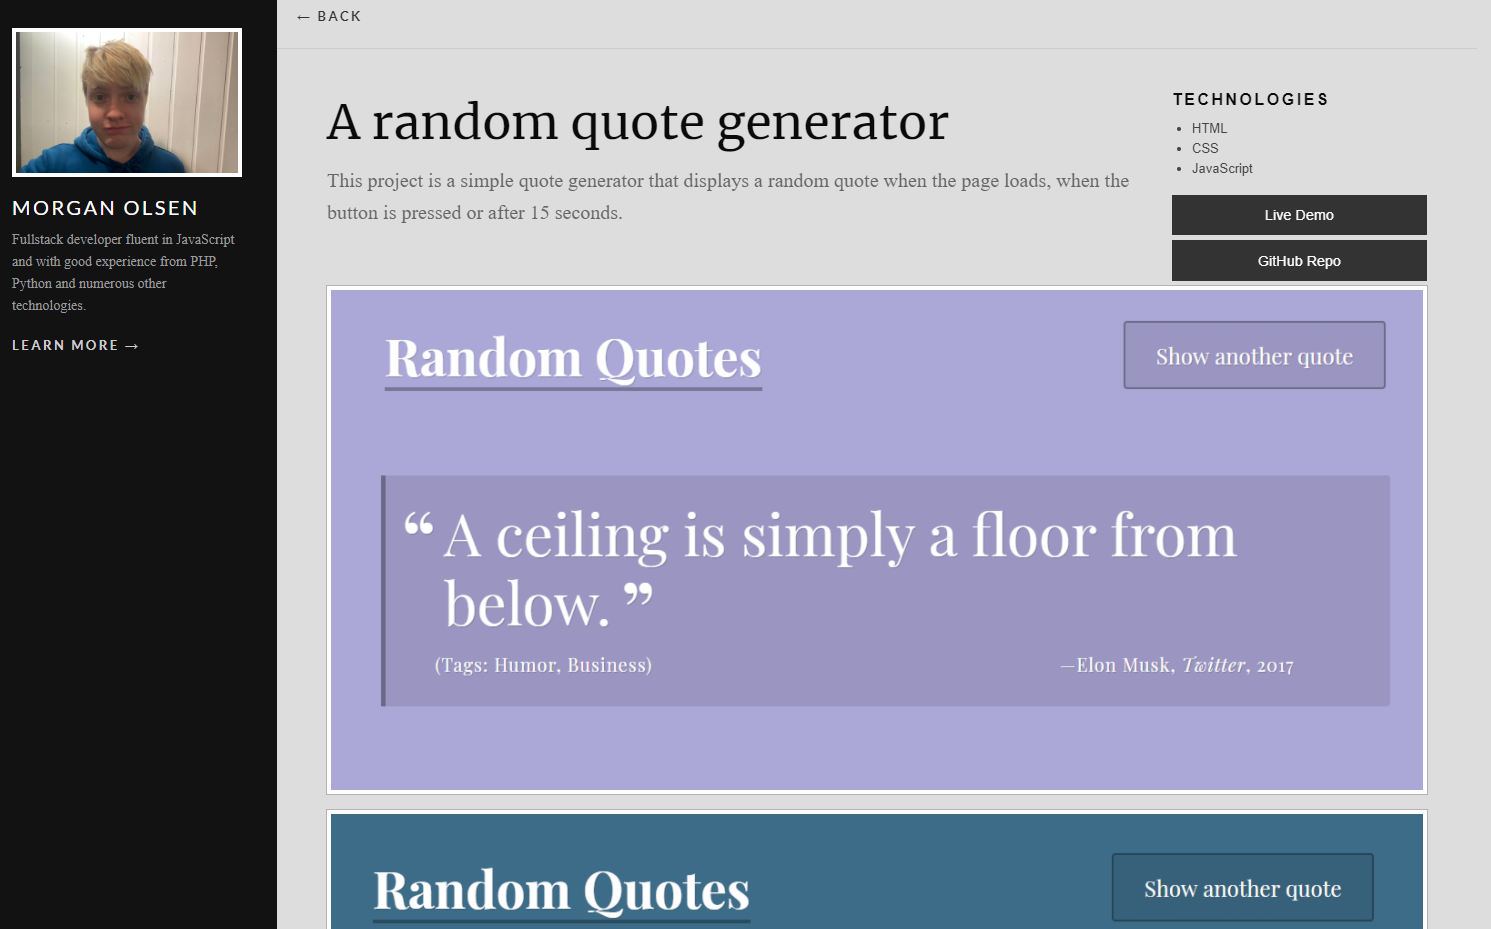 ← BACK
MORGAN OLSEN
Fullstack developer fluent in JavaScript
and with good experience from PHP,
Python and numerous other
technologies.
LEARN MORE →
A random quote generator
This project is a simple quote generator that displays a random quote when the page loads, when the
button is pressed or after 15 seconds.
TECHNOLOGIES
• HTML
• CSS
• JavaScript
Live Demo
GitHub Repo
Random Quotes
Show another quote
“ A ceiling is simply a floor from
below. ”
(Tags: Humor, Business)
—Elon Musk, Twitter, 2017
Random Quotes
Show another quote